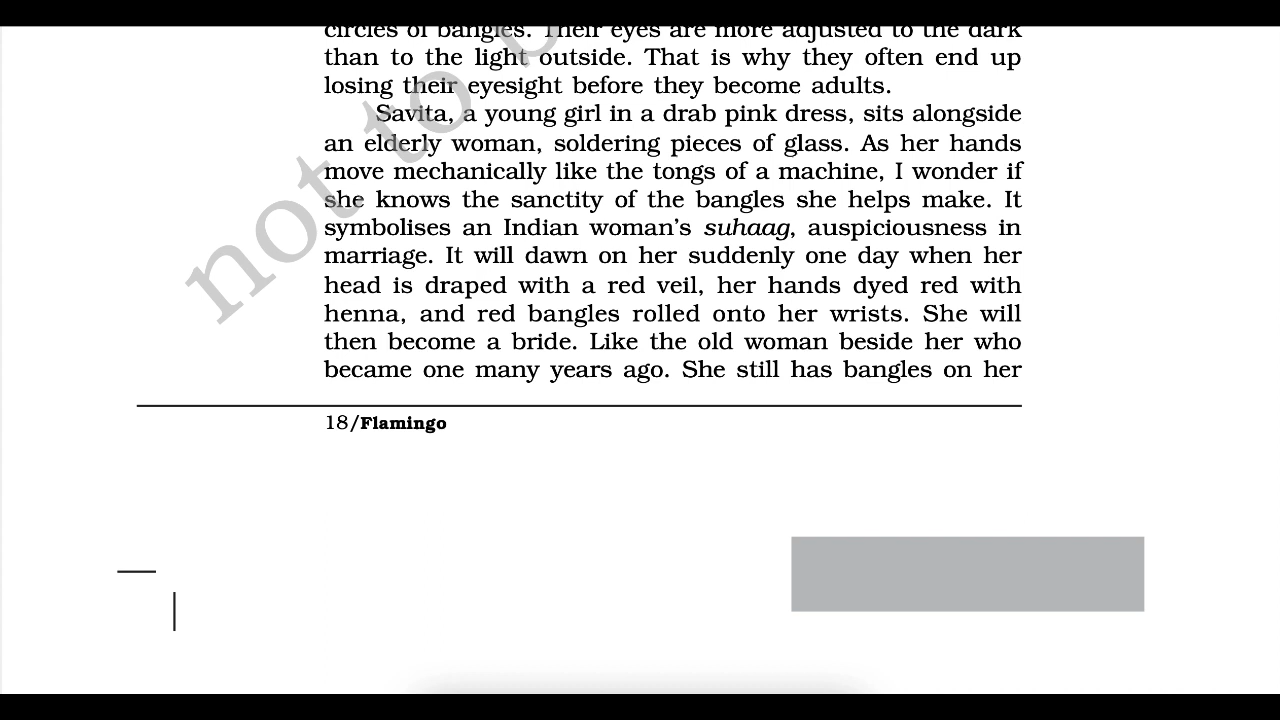 circles of bangles. Their eyes are more adjusted to the dark
than to the light outside. That is why they often end up
losing their eyesight before they become adults.
Savita, a young girl in a drab pink dress, sits alongside
an elderly woman, soldering pieces of glass. As her hands
move mechanically like the tongs of a machine, I wonder if
she knows the sanctity of the bangles she helps make. It
symbolises an Indian woman's suhaag, auspiciousness in
marriage. It will dawn on her suddenly one day when her
head is draped with a red veil, her hands dyed red with
henna, and red bangles rolled onto her wrists. She will
then become a bride. Like the old woman beside her who
became one many years ago. She still has bangles on her
18/Flamingo
not to